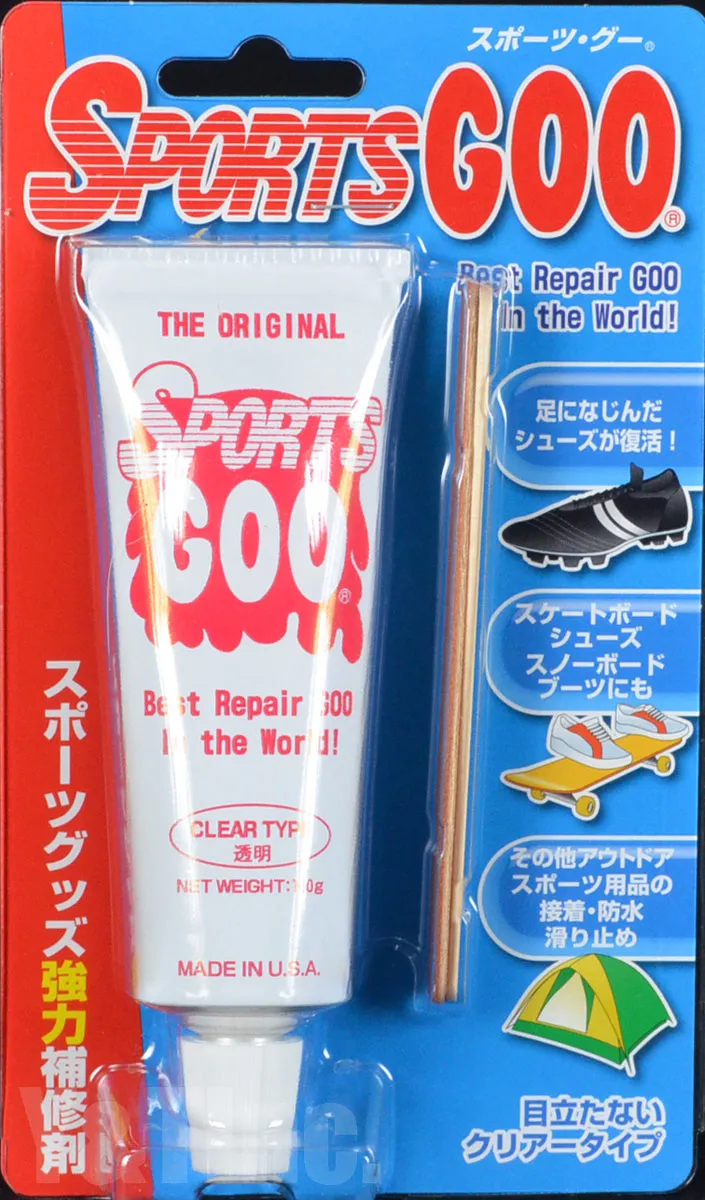 スポーツ・グー®
SPORTS GOO®
Best Repair GOO
In the World!
THE ORIGINAL
SPORTS
GOO®
Best Repair GOO
In the World!
CLEAR TYPE
透明
NET WEIGHT:
MADE IN U.S.A.
足になじんだ
シューズが復活！
スケートボード
シューズ
スノーボード
ブーツにも
その他アウトドア
スポーツ用品の
接着・防水
滑り止め
目立たない
クリアータイプ
スポーツグッズ強力補修剤